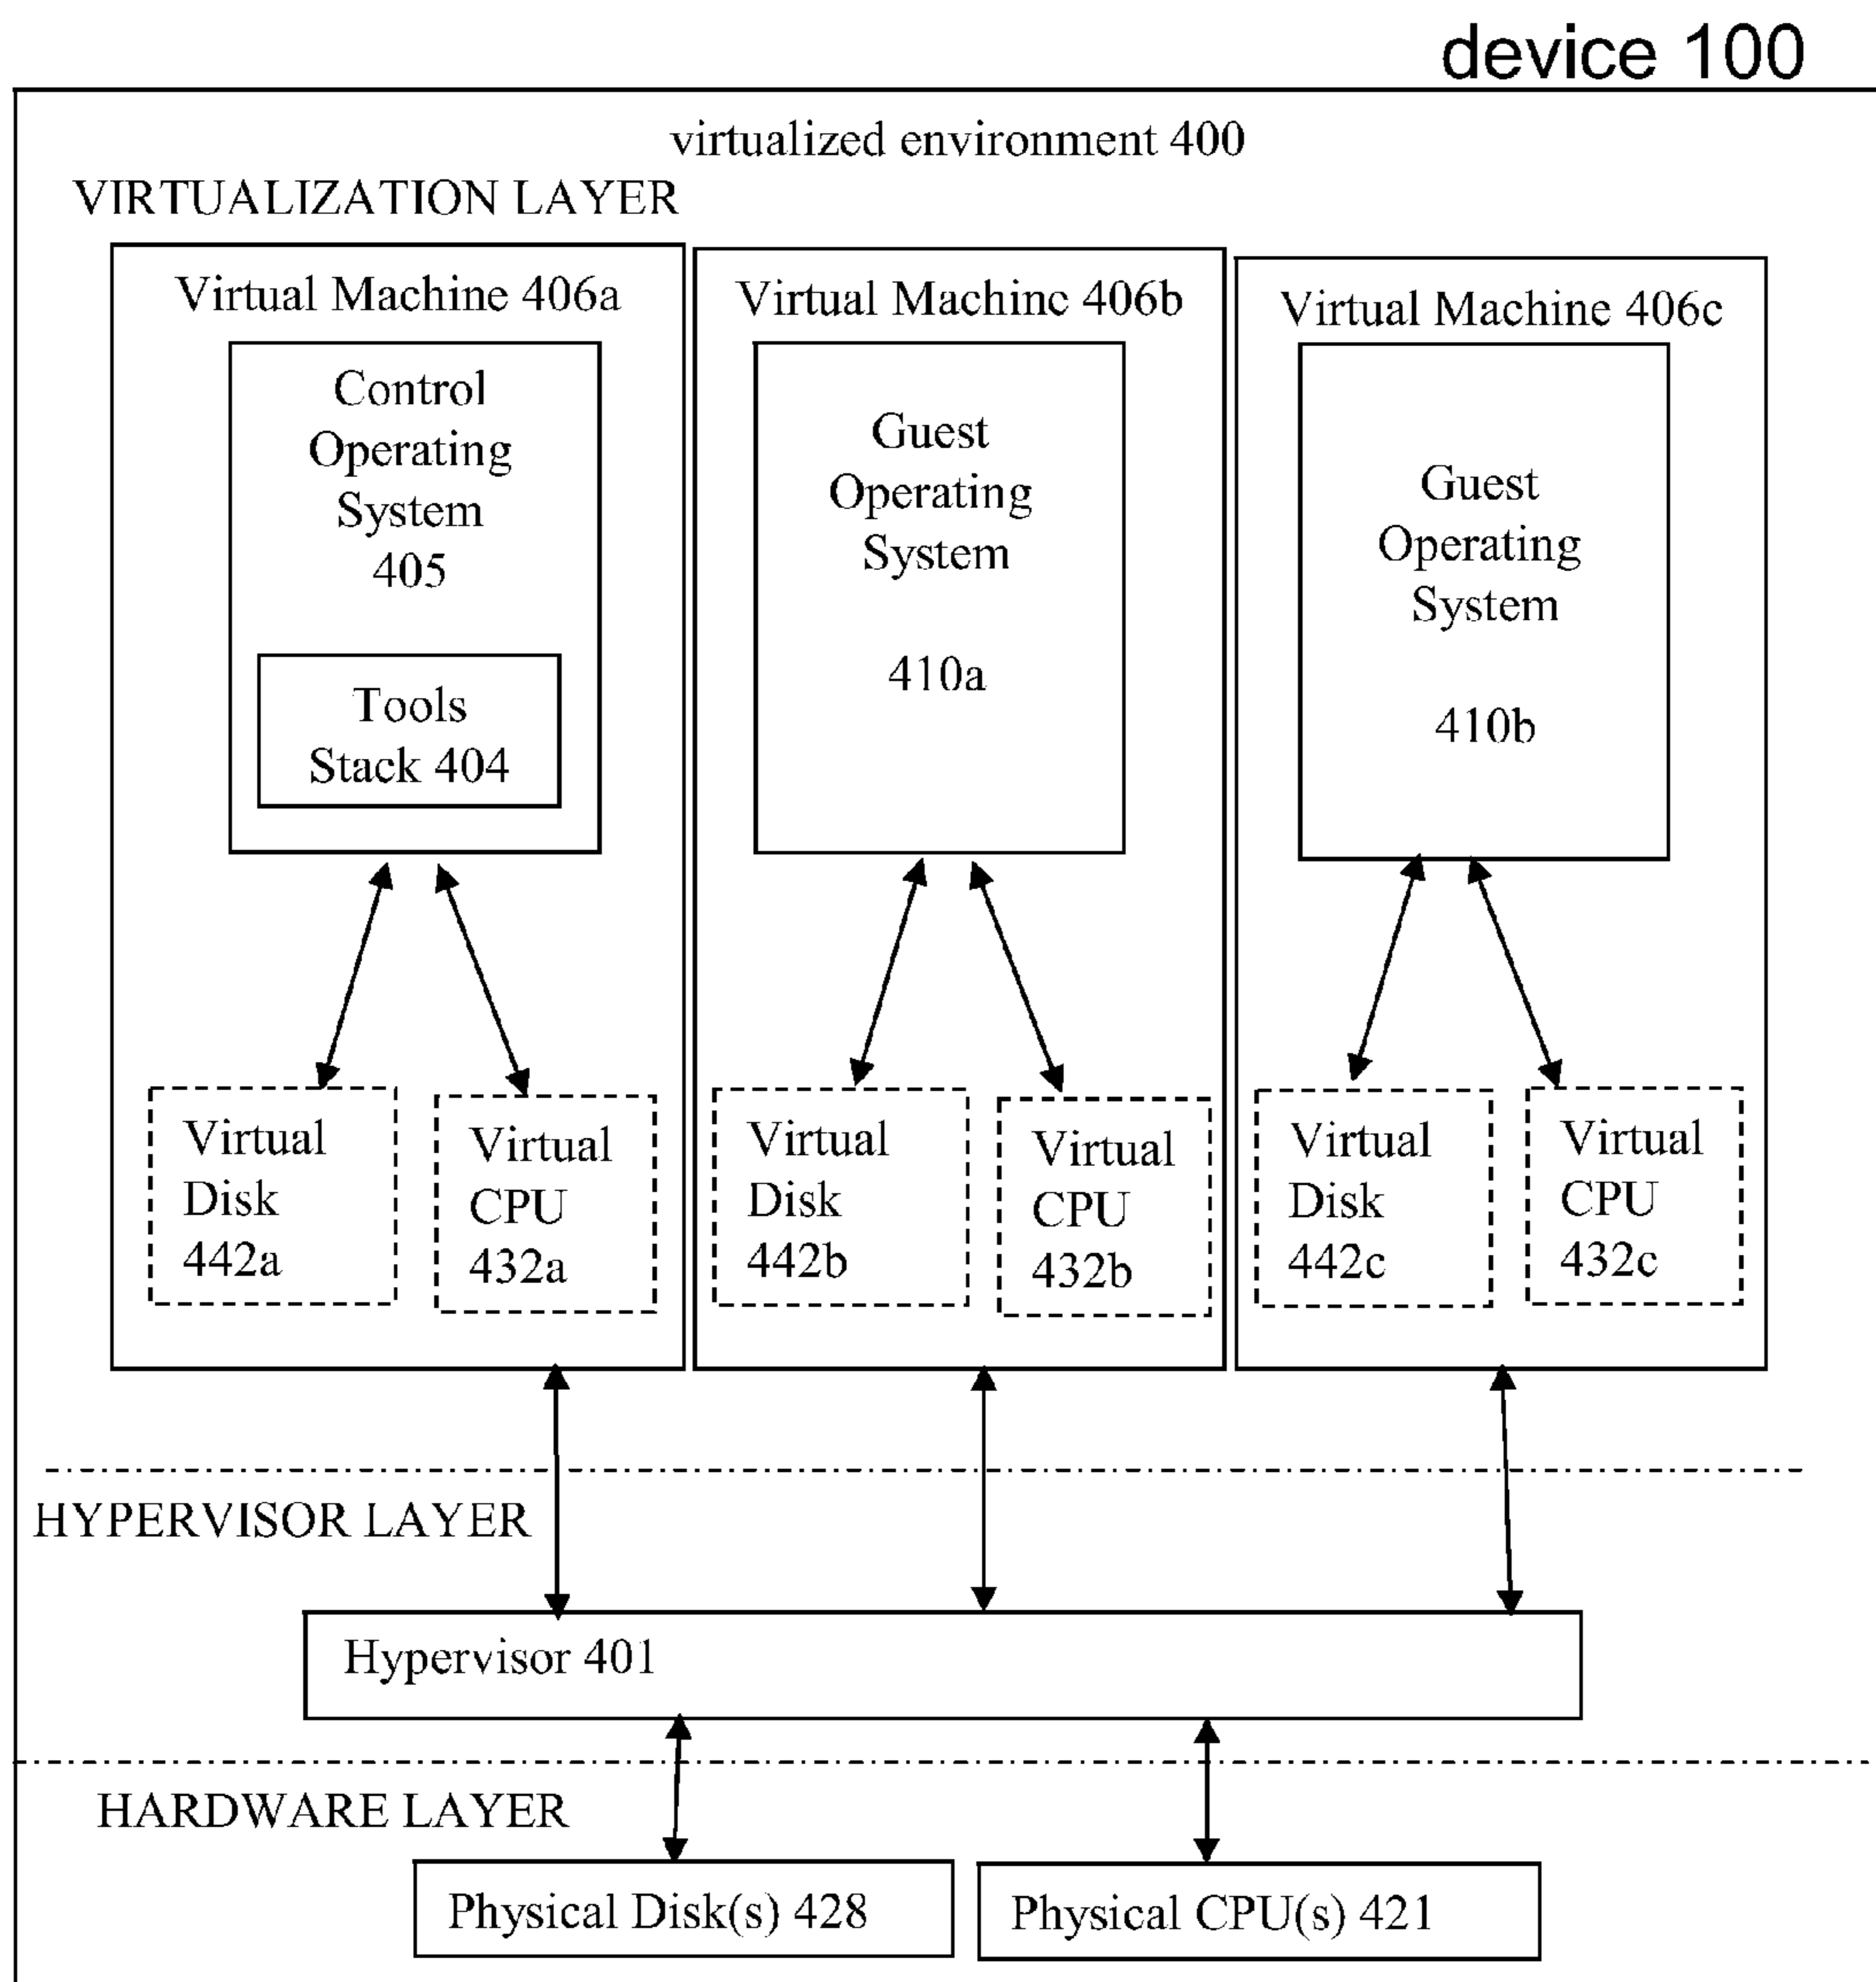 device 100
virtualized environment 400
VIRTUALIZATION LAYER
Virtual Machine 406a
Control
Operating
System
405
Tools
Stack 404
Virtual
Disk
442a
Virtual
CPU
432a
Virtual Machine 406b
Guest
Operating
System
410a
Virtual
Disk
442b
Virtual
CPU
432b
Virtual Machine 406c
Guest
Operating
System
410b
Virtual
Disk
442c
Virtual
CPU
432c
HYPERVISOR LAYER
Hypervisor 401
HARDWARE LAYER
Physical Disk(s) 428
Physical CPU(s) 421